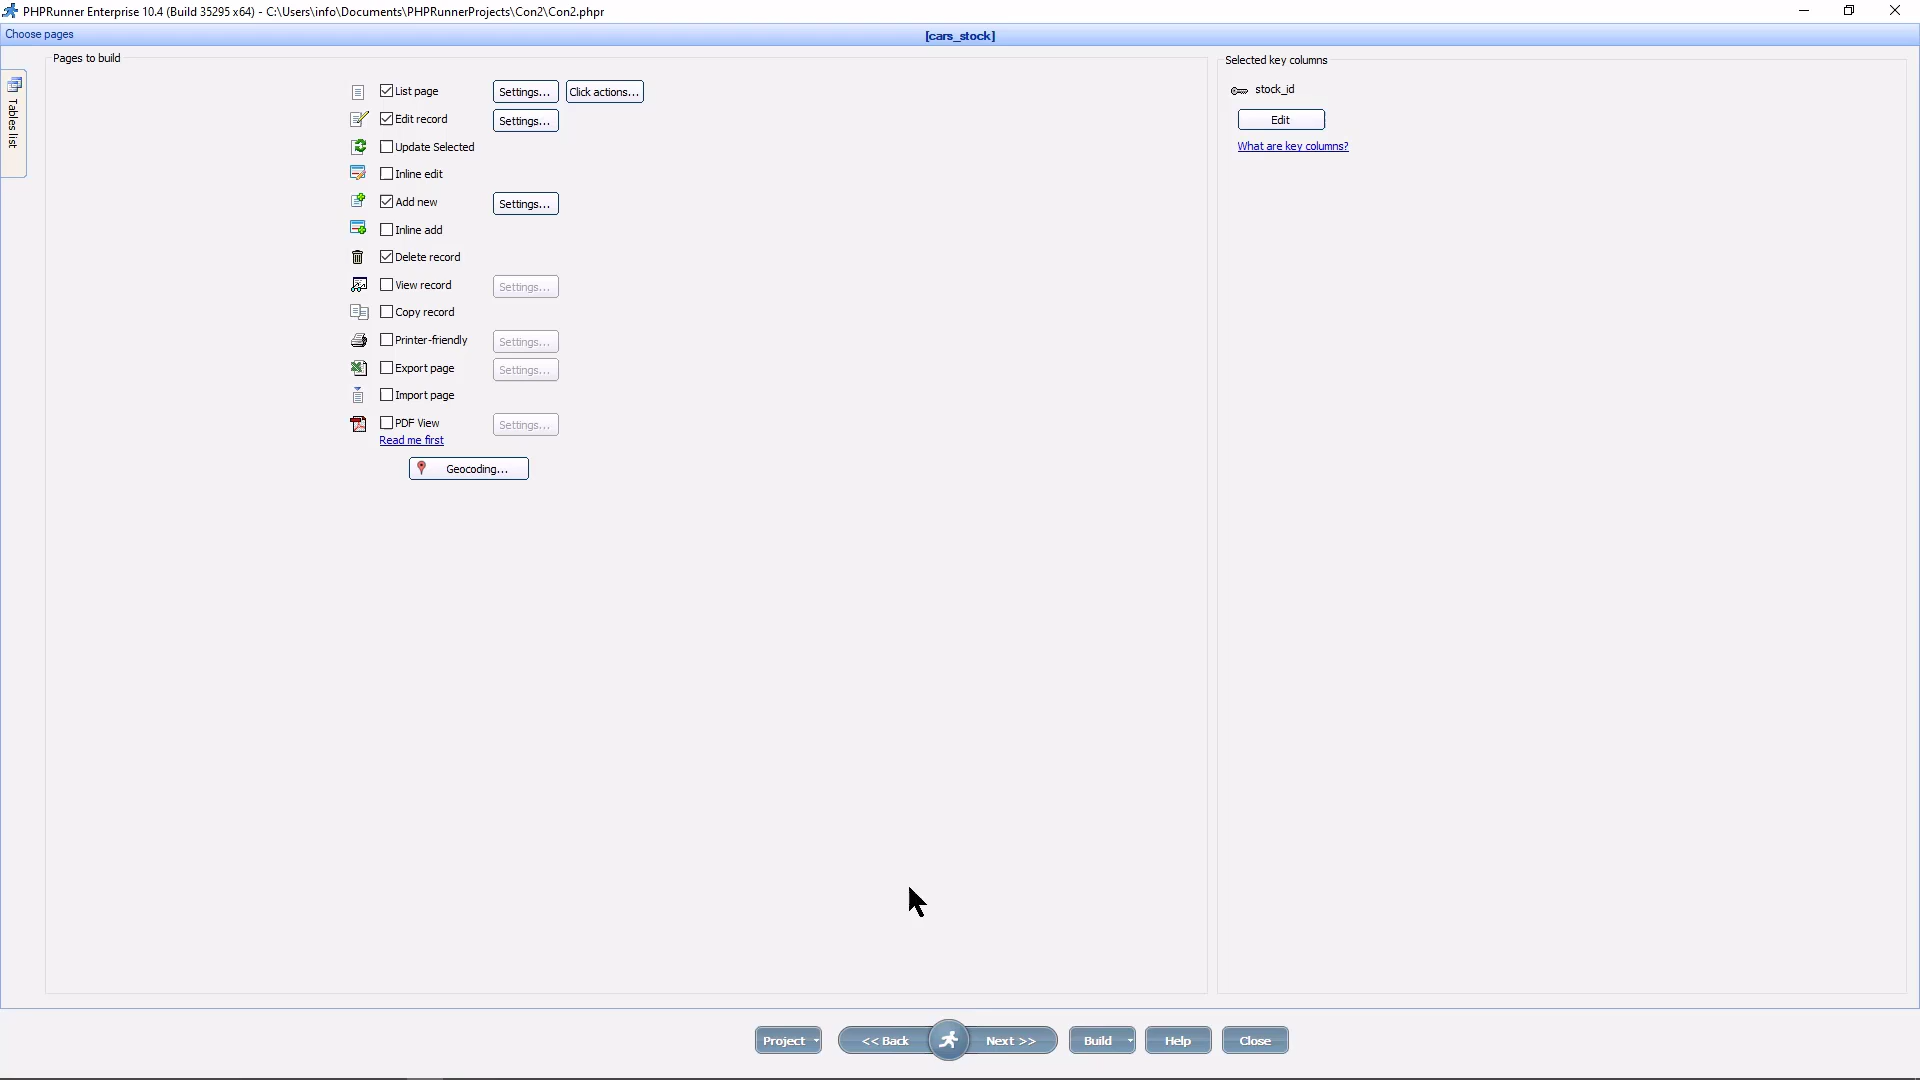 PHPRunner Enterprise 10.4 (Build 35295 x64) - C:\Users\info\Documents\PHPRunnerProjects\Con2\Con2.phpr
Choose pages
[cars_stock]
Tables list
Pages to build
List page Settings... Click actions...
Edit record Settings...
Update Selected
Inline edit
Add new Settings...
Inline add
Delete record
View record Settings...
Copy record
Printer-friendly Settings...
Export page Settings...
Import page
PDF View Settings...
Read me first
Geocoding...
Selected key columns
stock_id
Edit
What are key columns?
Project << Back Next >> Build Help Close